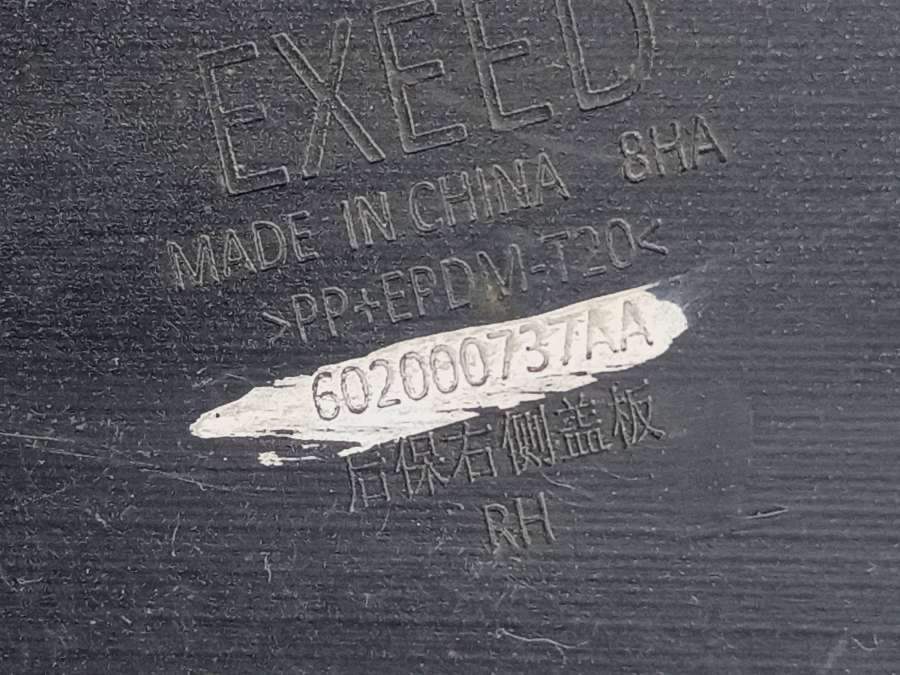 EXEED
MADE IN CHINA 8HA
>PP+EPDM-T20<
602000737AA
后保右侧盖板
RH